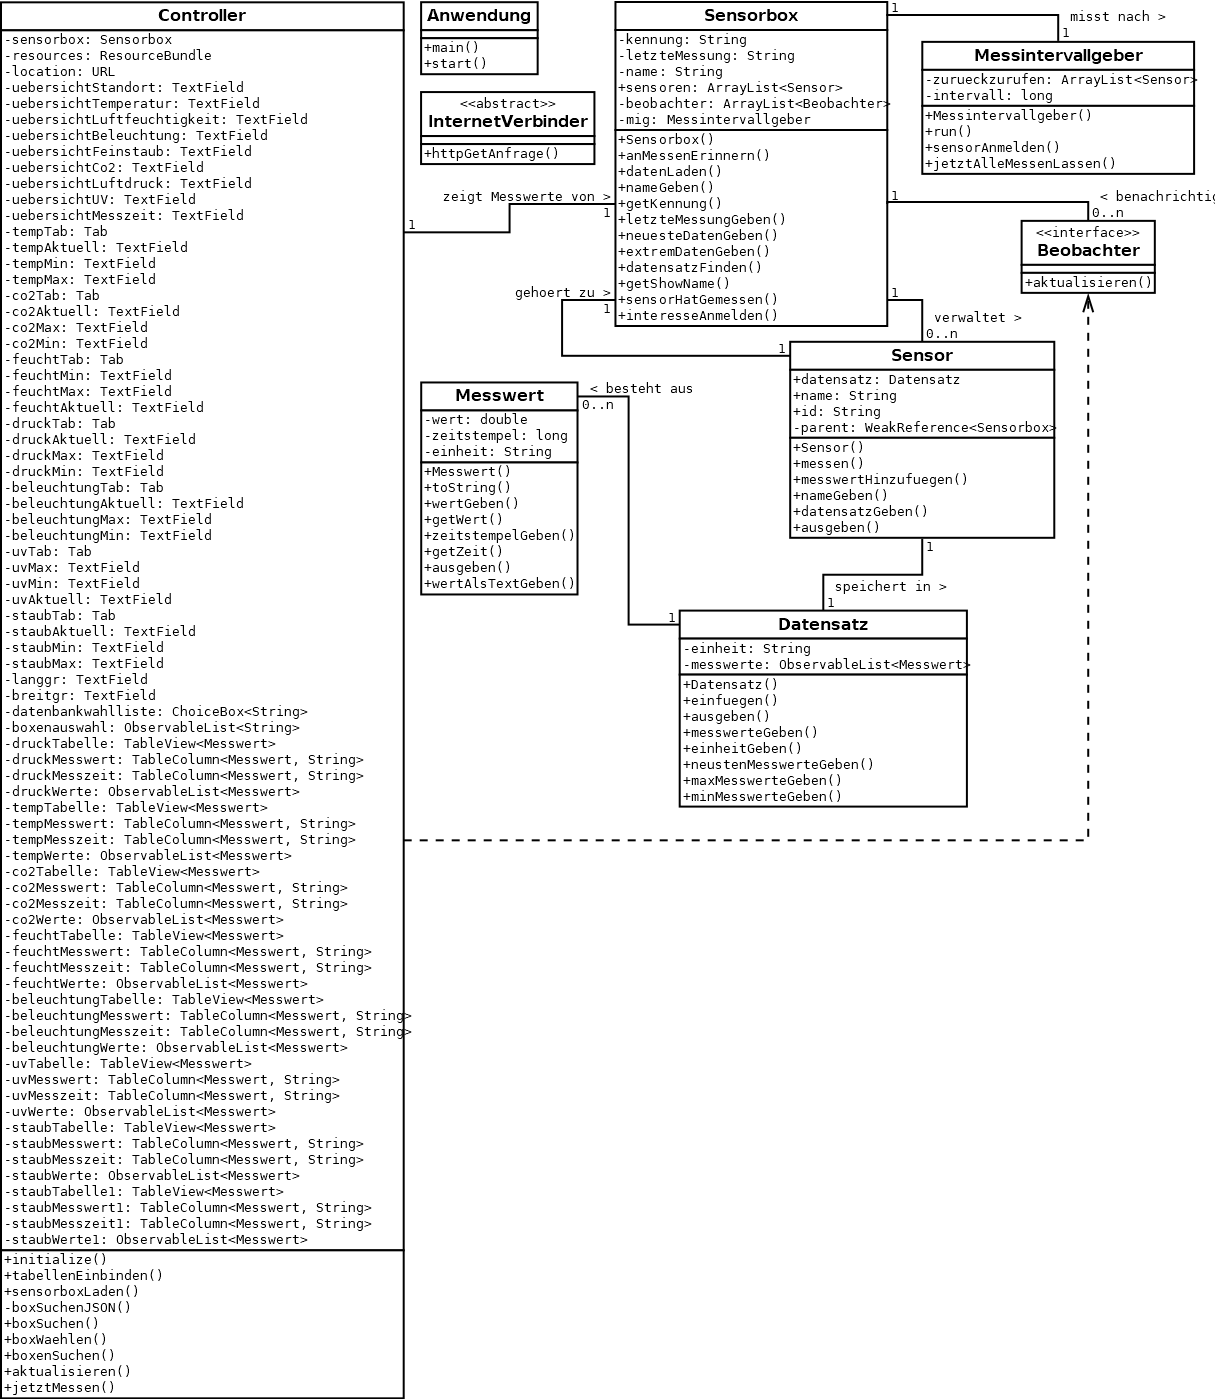 Controller
-sensorbox: Sensorbox
-resources: ResourceBundle
-location: URL
-uebersichtStandort: TextField
-uebersichtTemperatur: TextField
-uebersichtLuftfeuchtigkeit: TextField
-uebersichtBeleuchtung: TextField
-uebersichtFeinstaub: TextField
-uebersichtCo2: TextField
-uebersichtLuftdruck: TextField
-uebersichtUV: TextField
-uebersichtMesszeit: TextField
-tempTab: Tab
-tempAktuell: TextField
-tempMin: TextField
-tempMax: TextField
-co2Tab: Tab
-co2Aktuell: TextField
-co2Max: TextField
-co2Min: TextField
-feuchtTab: Tab
-feuchtMin: TextField
-feuchtMax: TextField
-feuchtAktuell: TextField
-druckTab: Tab
-druckAktuell: TextField
-druckMax: TextField
-druckMin: TextField
-beleuchtungTab: Tab
-beleuchtungAktuell: TextField
-beleuchtungMax: TextField
-beleuchtungMin: TextField
-uvTab: Tab
-uvMax: TextField
-uvMin: TextField
-uvAktuell: TextField
-staubTab: Tab
-staubAktuell: TextField
-staubMin: TextField
-staubMax: TextField
-langgr: TextField
-breitgr: TextField
-datenbankwahlliste: ChoiceBox<String>
-boxenauswahl: ObservableList<String>
-druckTabelle: TableView<Messwert>
-druckMesswert: TableColumn<Messwert, String>
-druckMesszeit: TableColumn<Messwert, String>
-druckWerte: ObservableList<Messwert>
-tempTabelle: TableView<Messwert>
-tempMesswert: TableColumn<Messwert, String>
-tempMesszeit: TableColumn<Messwert, String>
-tempWerte: ObservableList<Messwert>
-co2Tabelle: TableView<Messwert>
-co2Messwert: TableColumn<Messwert, String>
-co2Messzeit: TableColumn<Messwert, String>
-co2Werte: ObservableList<Messwert>
-feuchtTabelle: TableView<Messwert>
-feuchtMesswert: TableColumn<Messwert, String>
-feuchtMesszeit: TableColumn<Messwert, String>
-feuchtWerte: ObservableList<Messwert>
-beleuchtungTabelle: TableView<Messwert>
-beleuchtungMesswert: TableColumn<Messwert, String>
-beleuchtungMesszeit: TableColumn<Messwert, String>
-beleuchtungWerte: ObservableList<Messwert>
-uvTabelle: TableView<Messwert>
-uvMesswert: TableColumn<Messwert, String>
-uvMesszeit: TableColumn<Messwert, String>
-uvWerte: ObservableList<Messwert>
-staubTabelle: TableView<Messwert>
-staubMesswert: TableColumn<Messwert, String>
-staubMesszeit: TableColumn<Messwert, String>
-staubWerte: ObservableList<Messwert>
-staubTabelle1: TableView<Messwert>
-staubMesswert1: TableColumn<Messwert, String>
-staubMesszeit1: TableColumn<Messwert, String>
-staubWerte1: ObservableList<Messwert>
+initialize()
+tabellenEinbinden()
+sensorboxLaden()
-boxSuchenJSON()
+boxSuchen()
+boxWaehlen()
+boxenSuchen()
+aktualisieren()
+jetztMessen()
Anwendung
+main()
+start()
<<abstract>>
InternetVerbinder
+httpGetAnfrage()
zeigt Messwerte von >
1
1
Sensorbox
-kennung: String
-letzteMessung: String
-name: String
+sensoren: ArrayList<Sensor>
-beobachter: ArrayList<Beobachter>
-mig: Messintervallgeber
+Sensorbox()
+anMessenErinnern()
+datenLaden()
+nameGeben()
+getKennung()
+letzteMessungGeben()
+neuesteDatenGeben()
+extremDatenGeben()
+datensatzFinden()
+getShowName()
+sensorHatGemessen()
+interesseAnmelden()
1
misst nach >
1
Messintervallgeber
-zurueckzurufen: ArrayList<Sensor>
-intervall: long
+Messintervallgeber()
+run()
+sensorAnmelden()
+jetztAlleMessenLassen()
1
< benachrichtig
0..n
<<interface>>
Beobachter
+aktualisieren()
gehoert zu >
1
1
1
verwaltet >
0..n
Sensor
+datensatz: Datensatz
+name: String
+id: String
-parent: WeakReference<Sensorbox>
+Sensor()
+messen()
+messwertHinzufuegen()
+nameGeben()
+datensatzGeben()
+ausgeben()
Messwert
-wert: double
-zeitstempel: long
-einheit: String
+Messwert()
+toString()
+wertGeben()
+getWert()
+zeitstempelGeben()
+getZeit()
+ausgeben()
+wertAlsTextGeben()
< besteht aus
0..n
1
1
speichert in >
1
Datensatz
-einheit: String
-messwerte: ObservableList<Messwert>
+Datensatz()
+einfuegen()
+ausgeben()
+messwerteGeben()
+einheitGeben()
+neustenMesswerteGeben()
+maxMesswerteGeben()
+minMesswerteGeben()